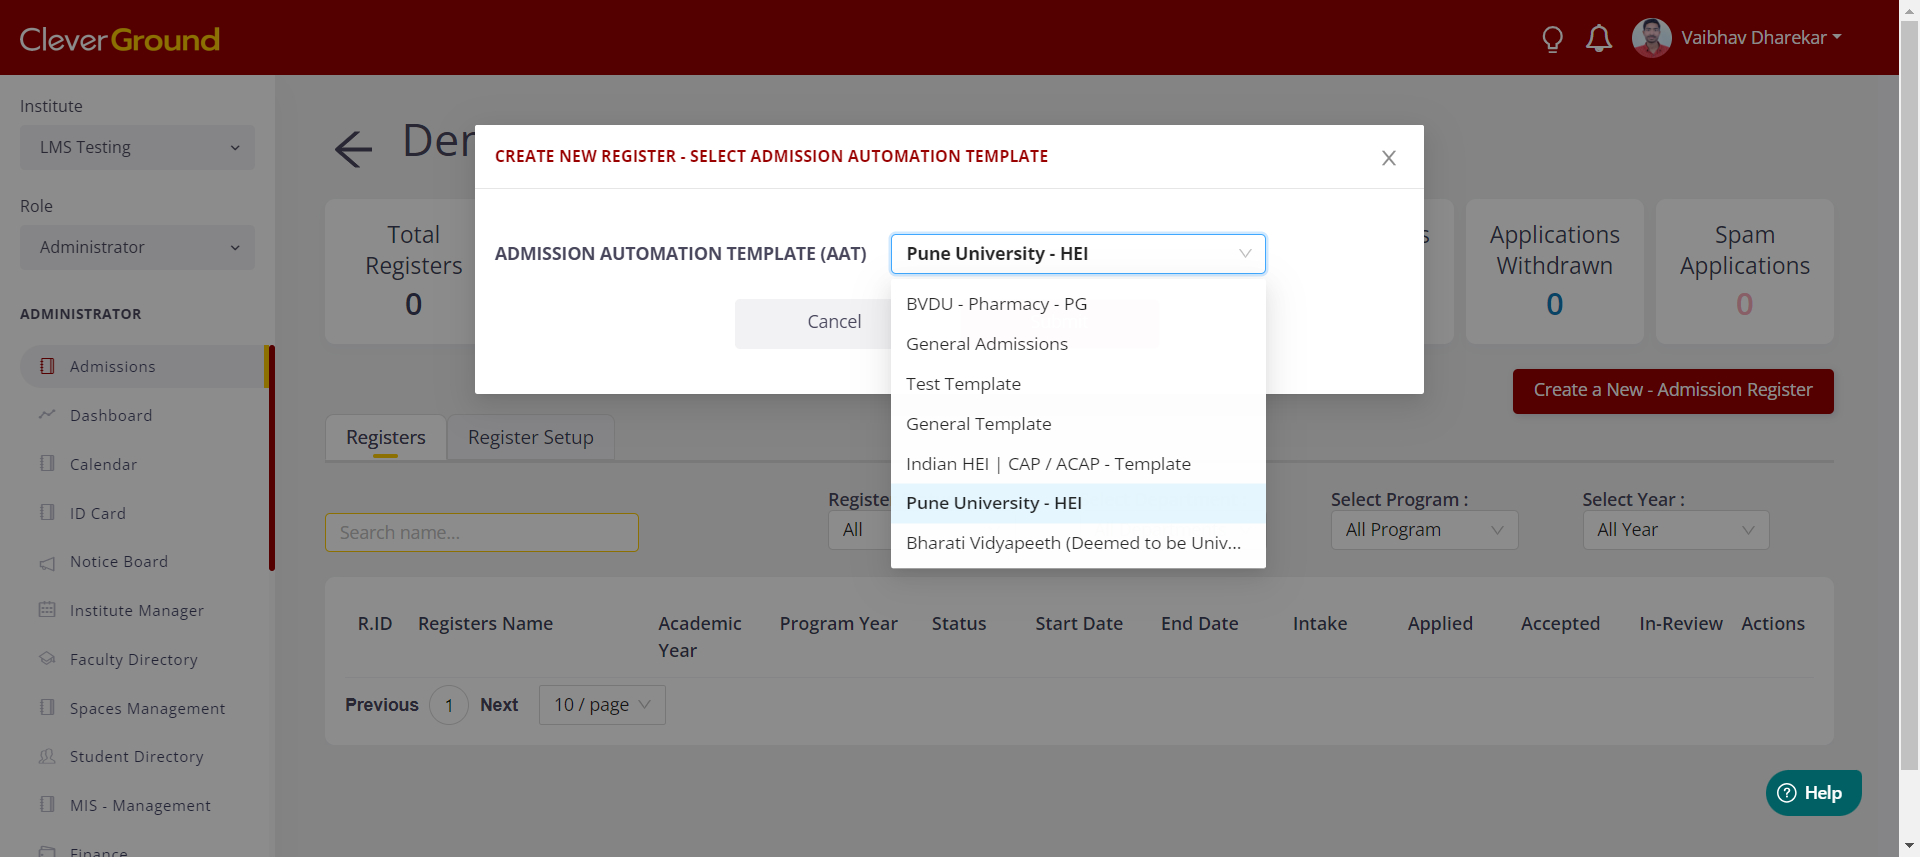 CleverGround
Vaibhav Dharekar
Institute
LMS Testing
Role
Administrator
ADMINISTRATOR
Admissions
Dashboard
Calendar
ID Card
Notice Board
Institute Manager
Faculty Directory
Spaces Management
Student Directory
MIS - Management
Finance
CREATE NEW REGISTER - SELECT ADMISSION AUTOMATION TEMPLATE
ADMISSION AUTOMATION TEMPLATE (AAT)
Pune University - HEI
BVDU - Pharmacy - PG
General Admissions
Test Template
General Template
Indian HEI | CAP / ACAP - Template
Pune University - HEI
Bharati Vidyapeeth (Deemed to be Univ...
Cancel
Total
Registers
0
Applications
Withdrawn
0
Spam
Applications
0
Create a New - Admission Register
Registers
Register Setup
Search name...
All
Select Program :
All Program
Select Year :
All Year
R.ID
Registers Name
Academic
Year
Program Year
Status
Start Date
End Date
Intake
Applied
Accepted
In-Review
Actions
Previous
1
Next
10 / page
Help